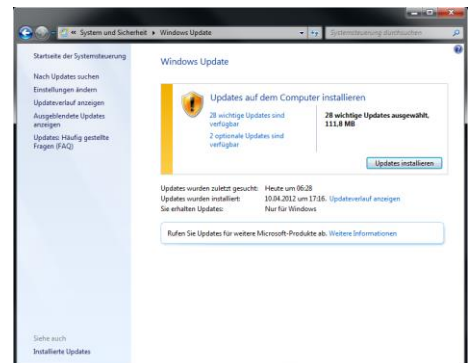 « System und Sicherheit ▸ Windows Update
Systemsteuerung durchsuchen
Startseite der Systemsteuerung
Nach Updates suchen
Einstellungen ändern
Updateverlauf anzeigen
Ausgeblendete Updates
anzeigen
Updates: Häufig gestellte
Fragen (FAQ)
Windows Update
Updates auf dem Computer installieren
28 wichtige Updates sind
verfügbar
2 optionale Updates sind
verfügbar
28 wichtige Updates ausgewählt,
111,8 MB
Updates installieren
Updates wurden zuletzt gesucht: Heute um 06:28
Updates wurden installiert: 10.04.2012 um 17:16. Updateverlauf anzeigen
Sie erhalten Updates: Nur für Windows
Rufen Sie Updates für weitere Microsoft-Produkte ab. Weitere Informationen
Siehe auch
Installierte Updates